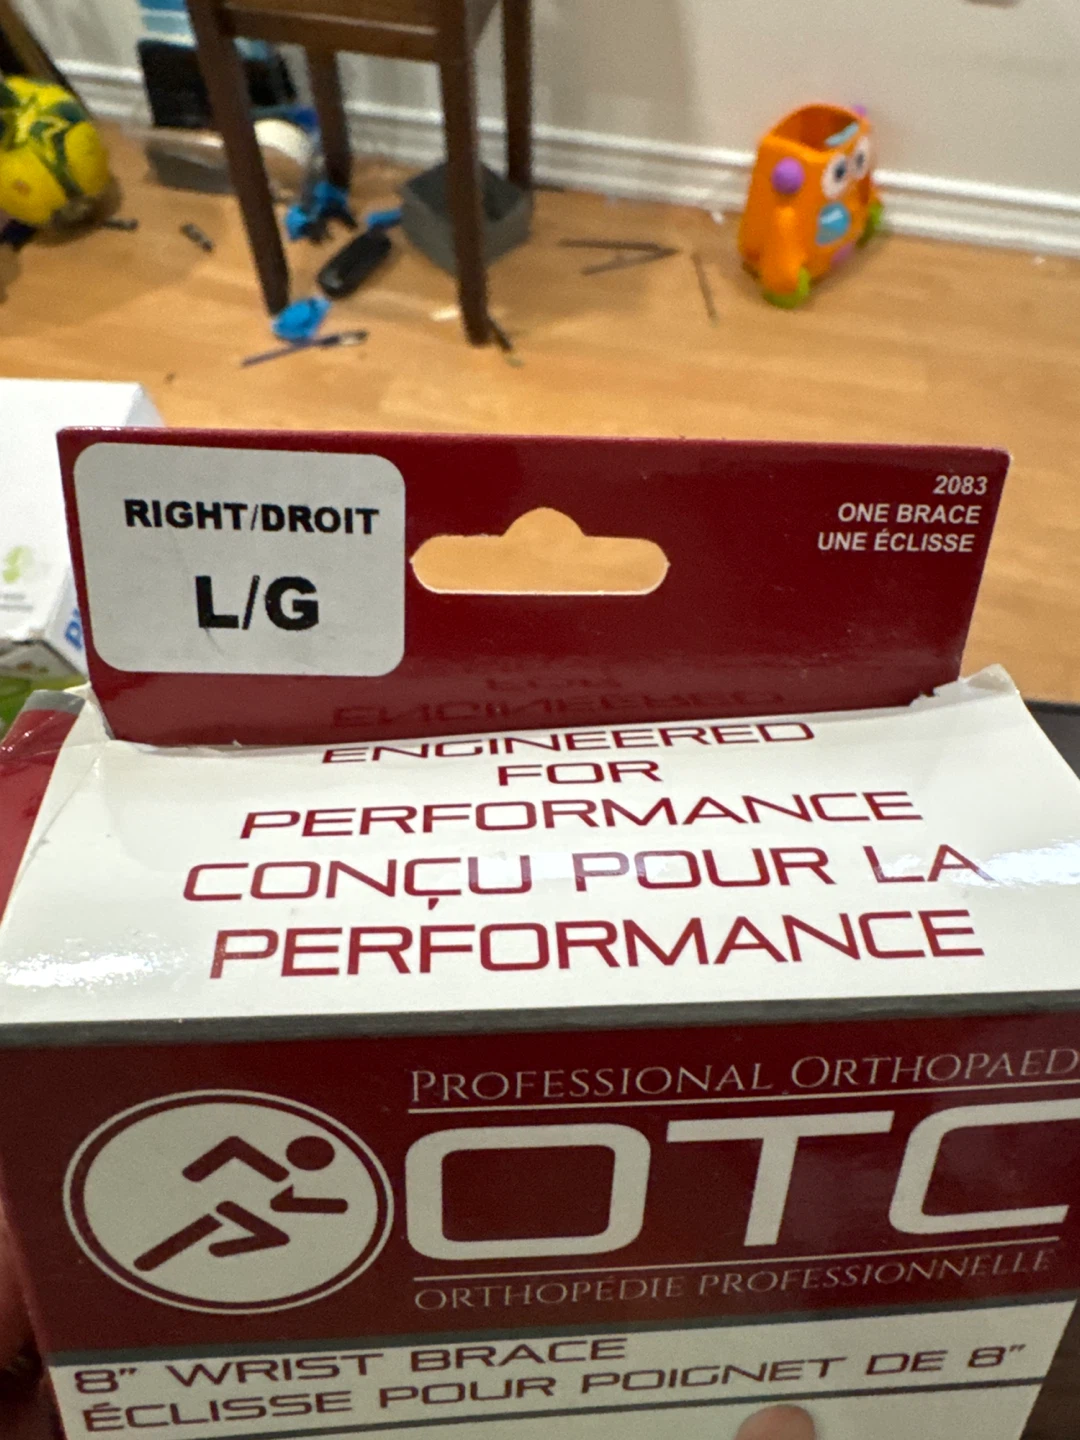 RIGHT/DROIT
L/G
2083
ONE BRACE
UNE ÉCLISSE
ENGINEERED
FOR
PERFORMANCE
CONÇU POUR LA
PERFORMANCE
PROFESSIONAL ORTHOPAED
OTC
ORTHOPÉDIE PROFESSIONNELLE
8" WRIST BRACE
ÉCLISSE POUR POIGNET DE 8"